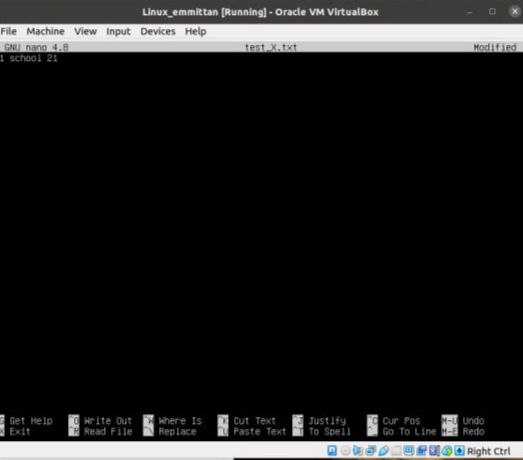 Linux_emmittan [Running] - Oracle VM VirtualBox
File Machine View Input Devices Help
GNU nano 4.8 test_X.txt Modified
1 school 21
^G Get Help ^O Write Out ^W Where Is ^K Cut Text ^J Justify ^C Cur Pos M-U Undo
^X Exit ^R Read File ^\ Replace ^U Paste Text ^T To Spell ^_ Go To Line M-E Redo
Right Ctrl